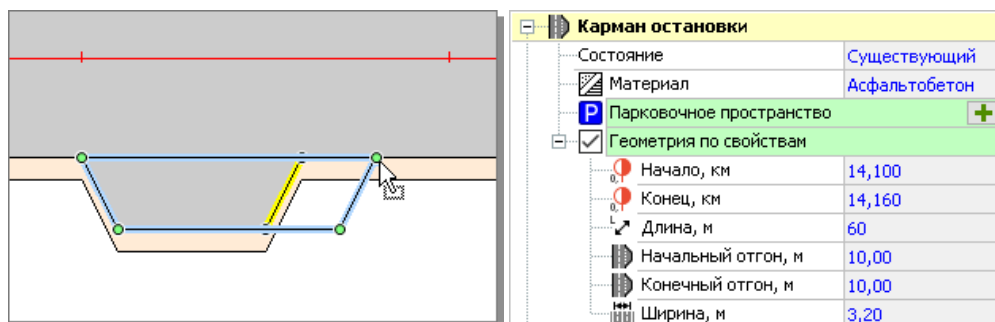 Карман остановки
Состояние Существующий
Материал Асфальтобетон
P Парковочное пространство
Геометрия по свойствам
Начало, км 14,100
Конец, км 14,160
Длина, м 60
Начальный отгон, м 10,00
Конечный отгон, м 10,00
Ширина, м 3,20